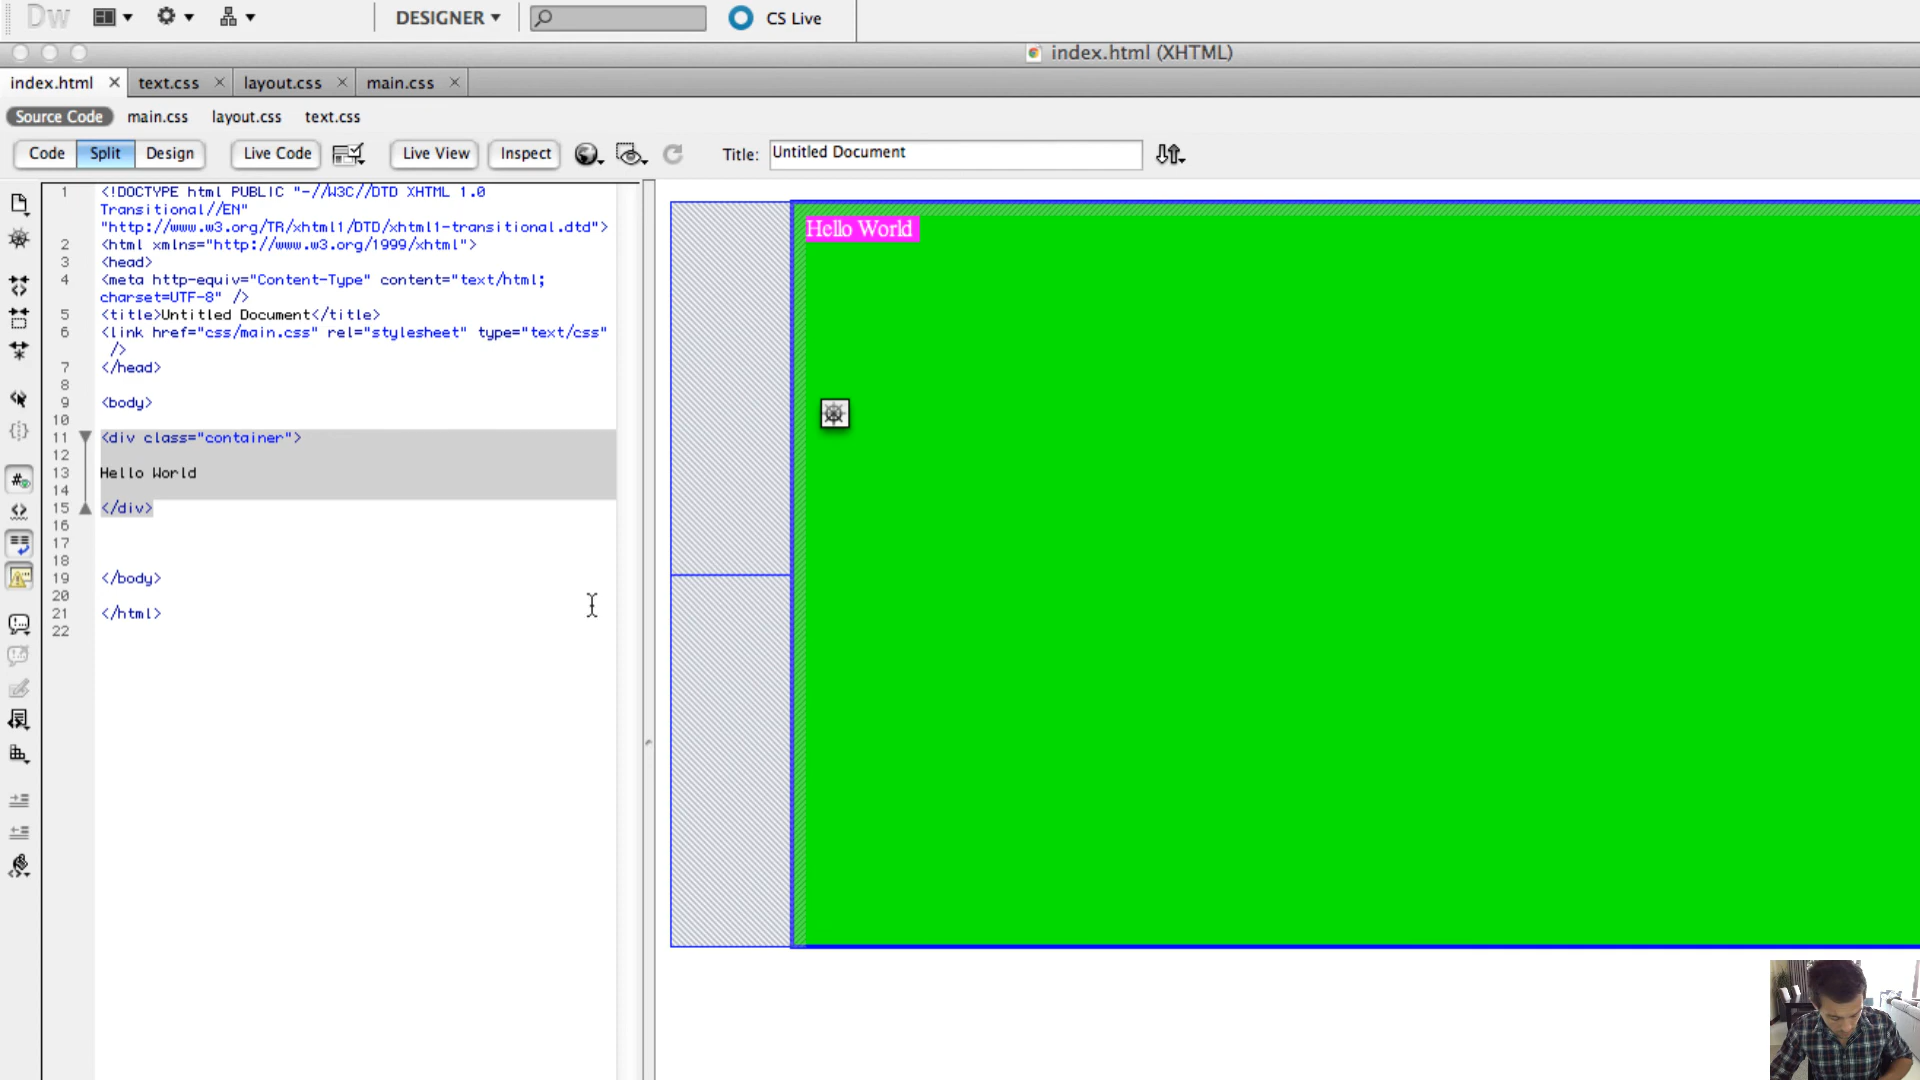 Dw DESIGNER CS Live
index.html (XHTML)
index.html text.css layout.css main.css
Source Code main.css layout.css text.css
Code Split Design Live Code Live View Inspect Title: Untitled Document
1 <!DOCTYPE html PUBLIC "-//W3C//DTD XHTML 1.0
Transitional//EN"
"http://www.w3.org/TR/xhtml1/DTD/xhtml1-transitional.dtd">
2 <html xmlns="http://www.w3.org/1999/xhtml">
3 <head>
4 <meta http-equiv="Content-Type" content="text/html;
charset=UTF-8" />
5 <title>Untitled Document</title>
6 <link href="css/main.css" rel="stylesheet" type="text/css"
/>
7 </head>
8
9 <body>
10
11 <div class="container">
12
13 Hello World
14
15 </div>
16
17
18
19 </body>
20
21 </html>
22
Hello World